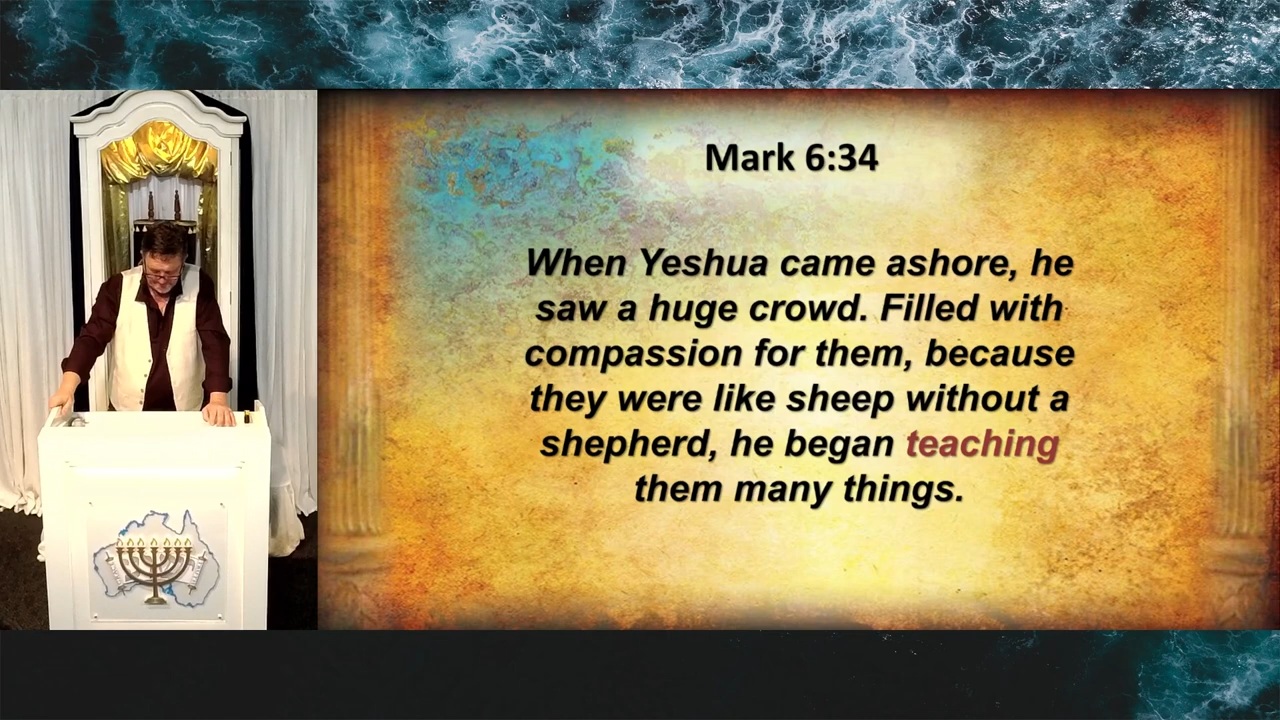 Mark 6:34
When Yeshua came ashore, he
saw a huge crowd. Filled with
compassion for them, because
they were like sheep without a
shepherd, he began teaching
them many things.